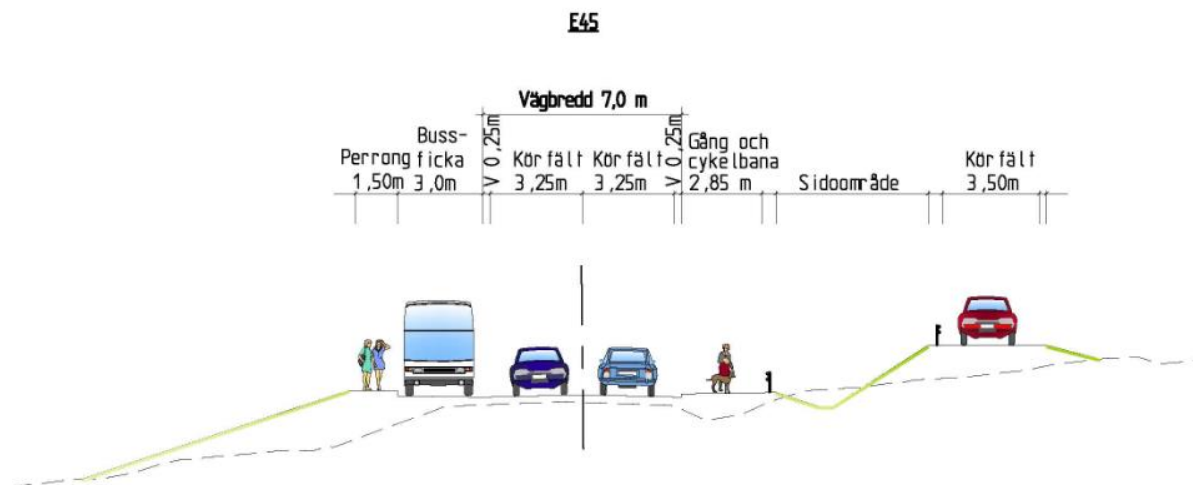 E45
Vägbredd 7,0 m
Perrong
1,50m
Buss-
ficka
3,0m
V 0,25m
Körfält
3,25m
Körfält
3,25m
V 0,25m
Gång och
cykelbana
2,85 m
Sidoområde
Körfält
3,50m